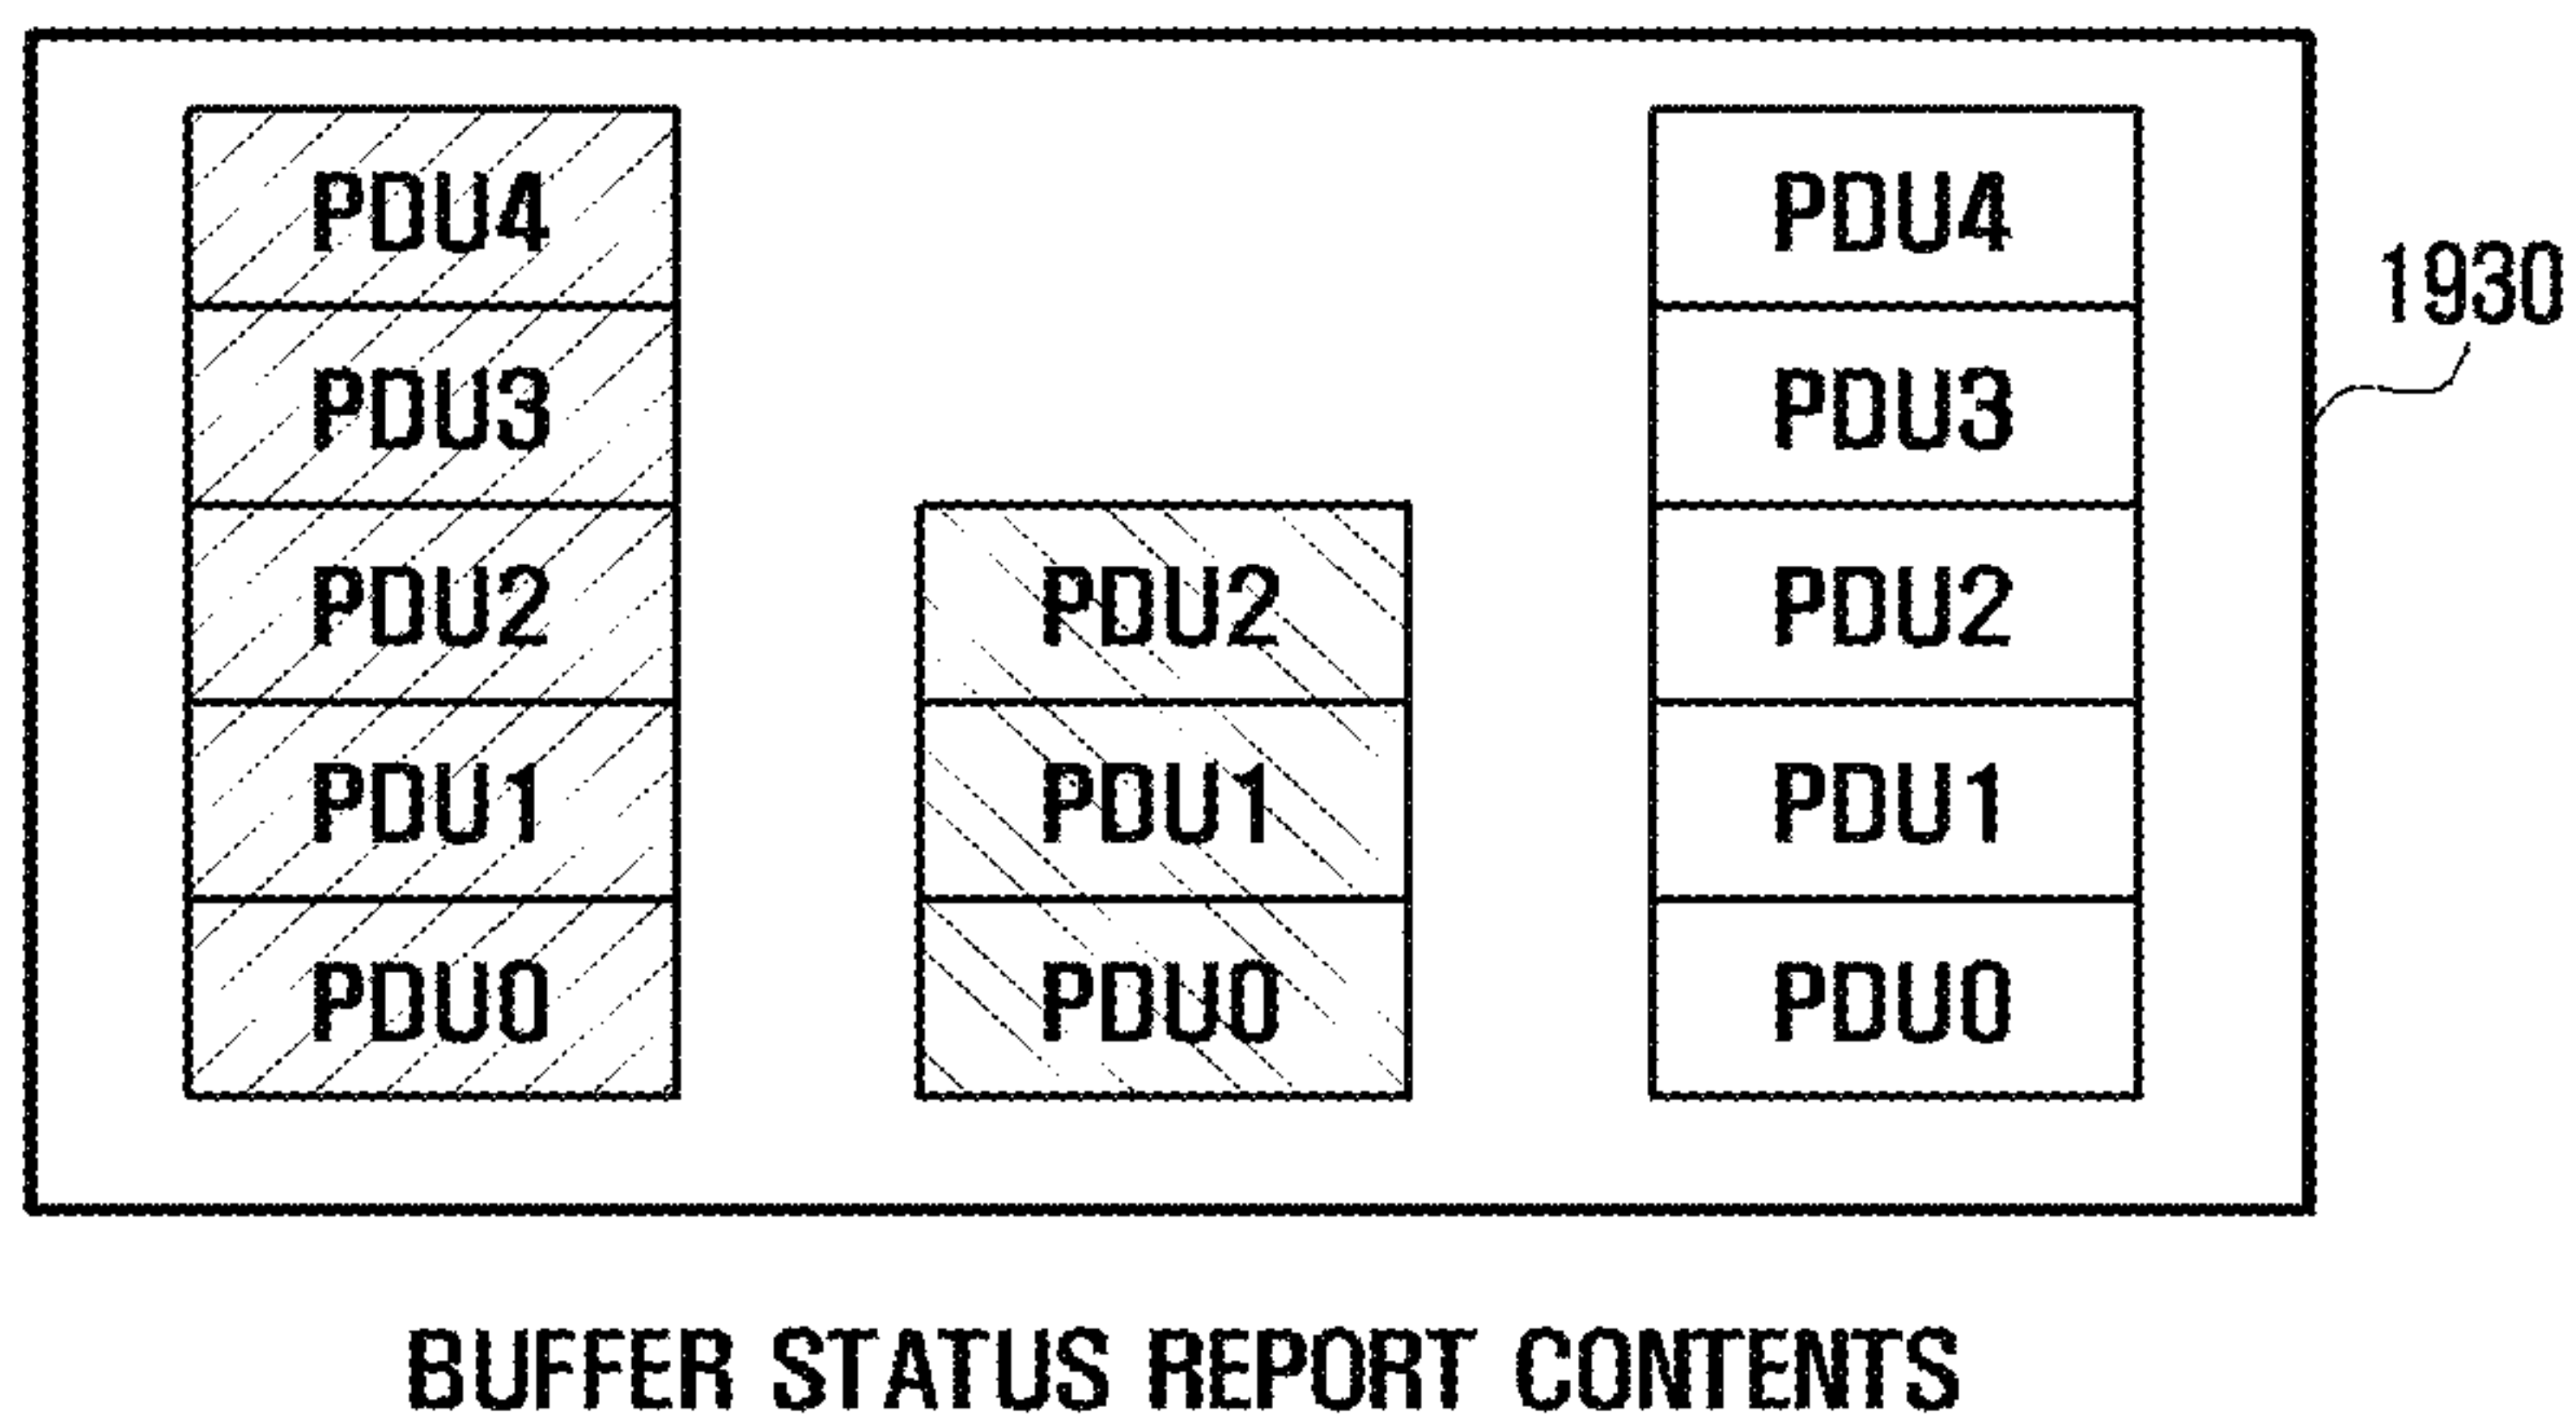 PDU4 PDU4
1930
PDU3 PDU3
PDU2 PDU2 PDU2
PDU1 PDU1 PDU1
PDU0 PDU0 PDU0
BUFFER STATUS REPORT CONTENTS